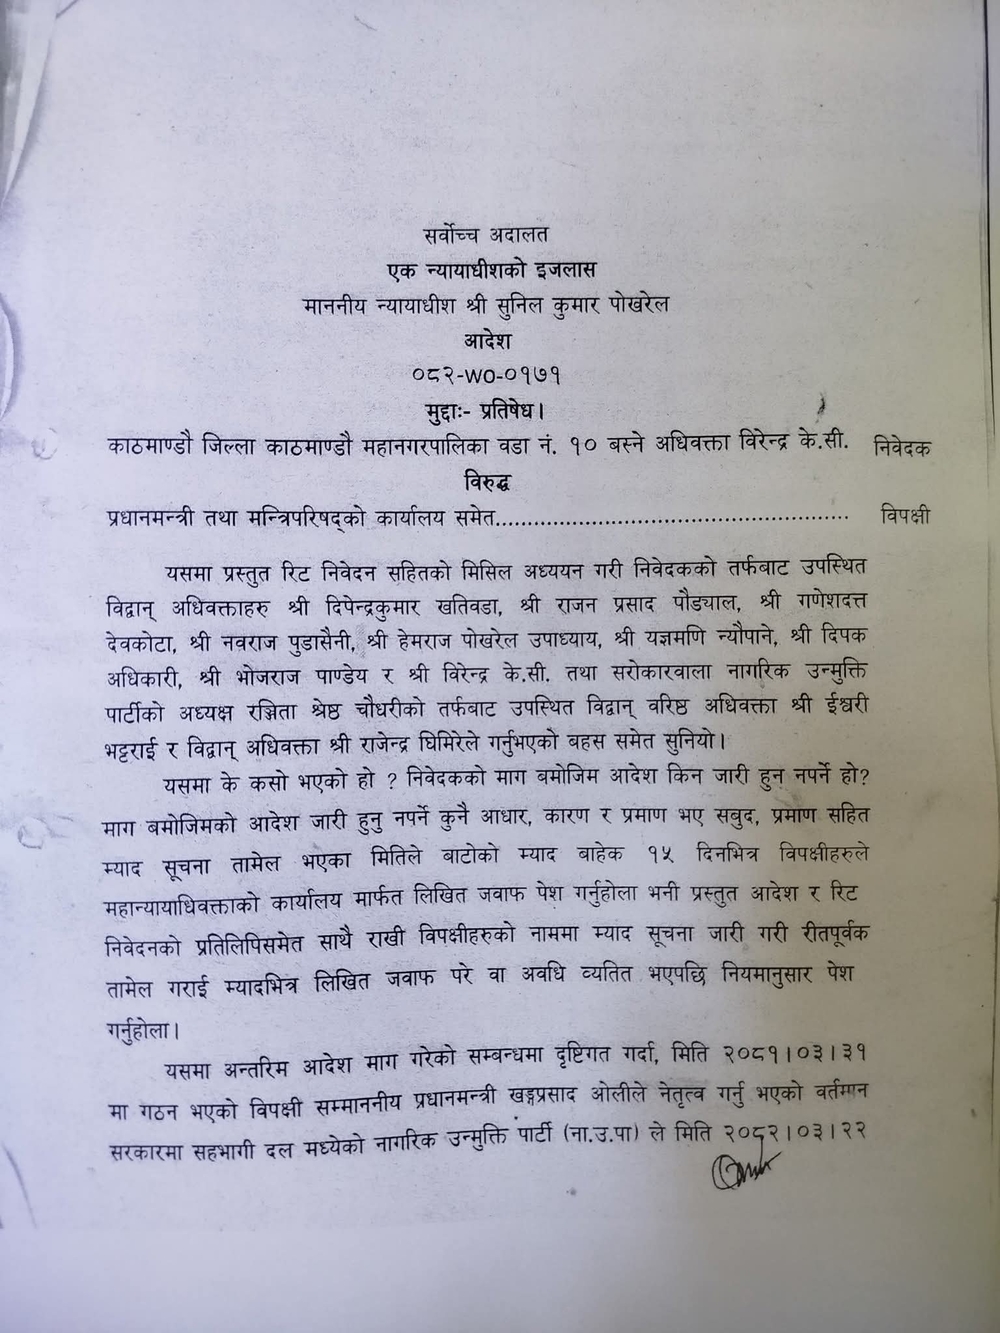 सर्वोच्च अदालत
एक न्यायाधीशको इजलास
माननीय न्यायाधीश श्री सुनिल कुमार पोखरेल
आदेश
०८२-WO-०१७१
मुद्दाः- प्रतिषेध।
काठमाण्डौ जिल्ला काठमाण्डौ महानगरपालिका वडा नं. १० बस्ने अधिवक्ता विरेन्द्र के.सी. निवेदक
विरुद्ध
प्रधानमन्त्री तथा मन्त्रिपरिषद्को कार्यालय समेत........................................................ विपक्षी
यसमा प्रस्तुत रिट निवेदन सहितको मिसिल अध्ययन गरी निवेदकको तर्फबाट उपस्थित
विद्वान् अधिवक्ताहरु श्री दिपेन्द्रकुमार खतिवडा, श्री राजन प्रसाद पौड्याल, श्री गणेशदत्त
देवकोटा, श्री नवराज पुडासैनी, श्री हेमराज पोखरेल उपाध्याय, श्री यज्ञमणि न्यौपाने, श्री दिपक
अधिकारी, श्री भोजराज पाण्डेय र श्री विरेन्द्र के.सी. तथा सरोकारवाला नागरिक उन्मुक्ति
पार्टीको अध्यक्ष रञ्जिता श्रेष्ठ चौधरीको तर्फबाट उपस्थित विद्वान् वरिष्ठ अधिवक्ता श्री ईश्वरी
भट्टराई र विद्वान् अधिवक्ता श्री राजेन्द्र घिमिरेले गर्नुभएको बहस समेत सुनियो।
यसमा के कसो भएको हो ? निवेदकको माग बमोजिम आदेश किन जारी हुन नपर्ने हो?
माग बमोजिमको आदेश जारी हुनु नपर्ने कुनै आधार, कारण र प्रमाण भए सबुद, प्रमाण सहित
म्याद सूचना तामेल भएका मितिले बाटोको म्याद बाहेक १५ दिनभित्र विपक्षीहरुले
महान्यायाधिवक्ताको कार्यालय मार्फत लिखित जवाफ पेश गर्नुहोला भनी प्रस्तुत आदेश र रिट
निवेदनको प्रतिलिपिसमेत साथै राखी विपक्षीहरुको नाममा म्याद सूचना जारी गरी रीतपूर्वक
तामेल गराई म्यादभित्र लिखित जवाफ परे वा अवधि व्यतित भएपछि नियमानुसार पेश
गर्नुहोला।
यसमा अन्तरिम आदेश माग गरेको सम्बन्धमा दृष्टिगत गर्दा, मिति २०८१।०३।३१
मा गठन भएको विपक्षी सम्माननीय प्रधानमन्त्री खड्गप्रसाद ओलीले नेतृत्व गर्नु भएको वर्तमान
सरकारमा सहभागी दल मध्येको नागरिक उन्मुक्ति पार्टी (ना.उ.पा) ले मिति २०८२।०३।२२